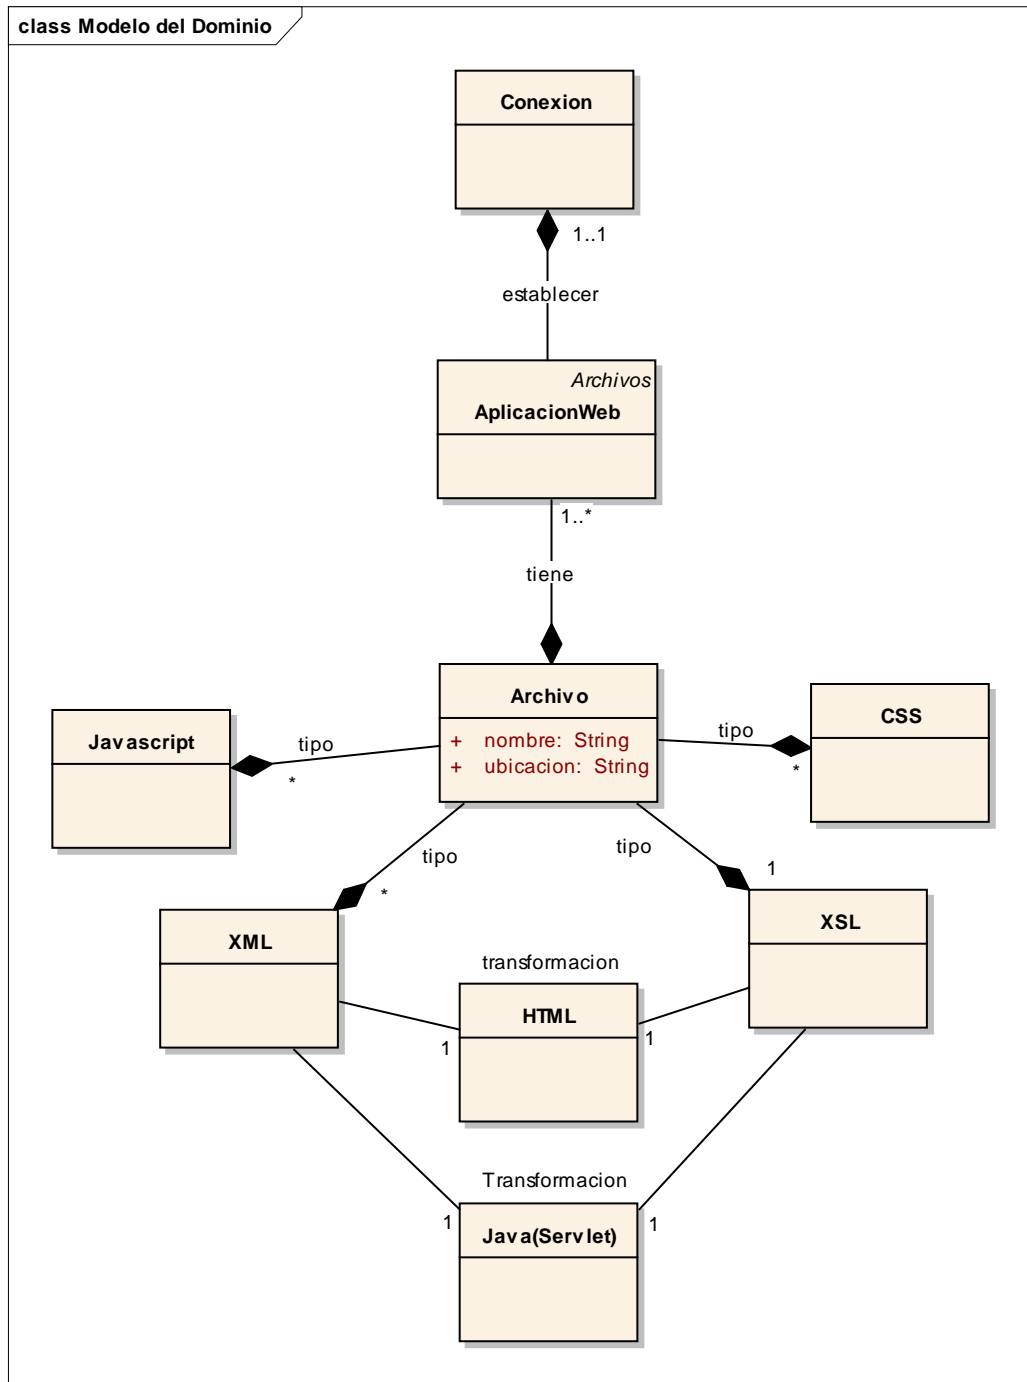 class Modelo del Dominio
Conexion
1..1
establecer
Archivos
AplicacionWeb
1..*
tiene
Archivo
+ nombre: String
+ ubicacion: String
Javascript
tipo
*
CSS
tipo
*
tipo
*
tipo
1
XML
XSL
transformacion
HTML
1
1
Transformacion
1
1
Java(Servlet)